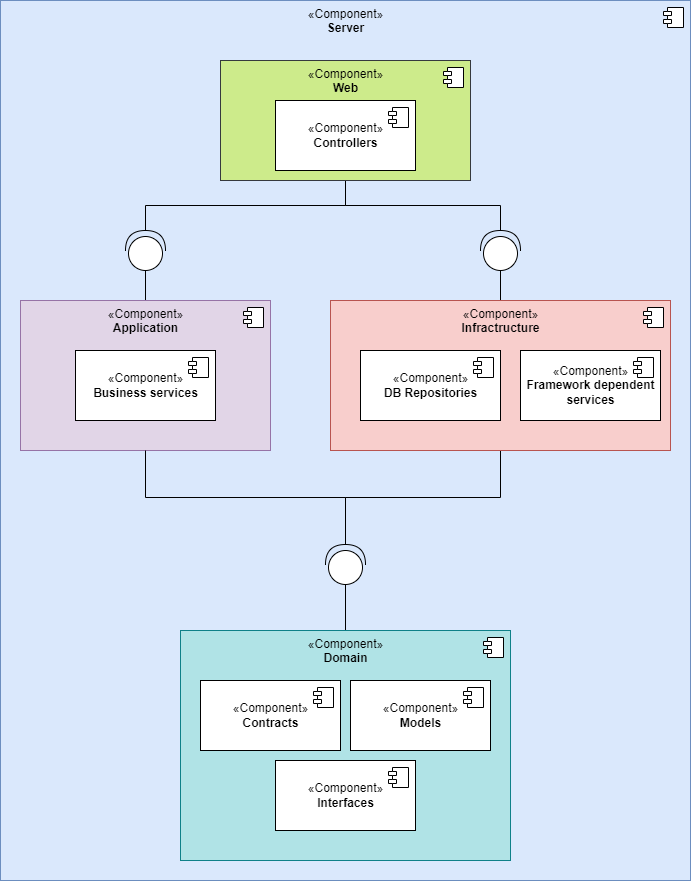 «Component»
Server
«Component»
Web
«Component»
Controllers
«Component»
Application
«Component»
Business services
«Component»
Infractructure
«Component»
DB Repositories
«Component»
Framework dependent
services
«Component»
Domain
«Component»
Contracts
«Component»
Models
«Component»
Interfaces